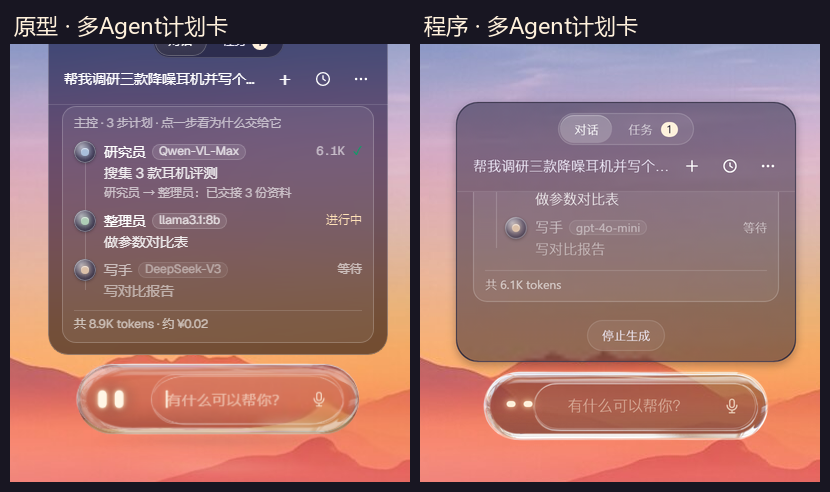 原型 · 多Agent计划卡
对话 任务
帮我调研三款降噪耳机并写个...
主控 · 3 步计划 · 点一步看为什么交给它
研究员 Qwen-VL-Max 6.1K ✓
搜集 3 款耳机评测
研究员 → 整理员：已交接 3 份资料
整理员 llama3.1:8b 进行中
做参数对比表
写手 DeepSeek-V3 等待
写对比报告
共 8.9K tokens · 约 ¥0.02
有什么可以帮你？
程序 · 多Agent计划卡
对话 任务 1
帮我调研三款降噪耳机并写个...
做参数对比表
写手 gpt-4o-mini 等待
写对比报告
共 6.1K tokens
停止生成
有什么可以帮你？